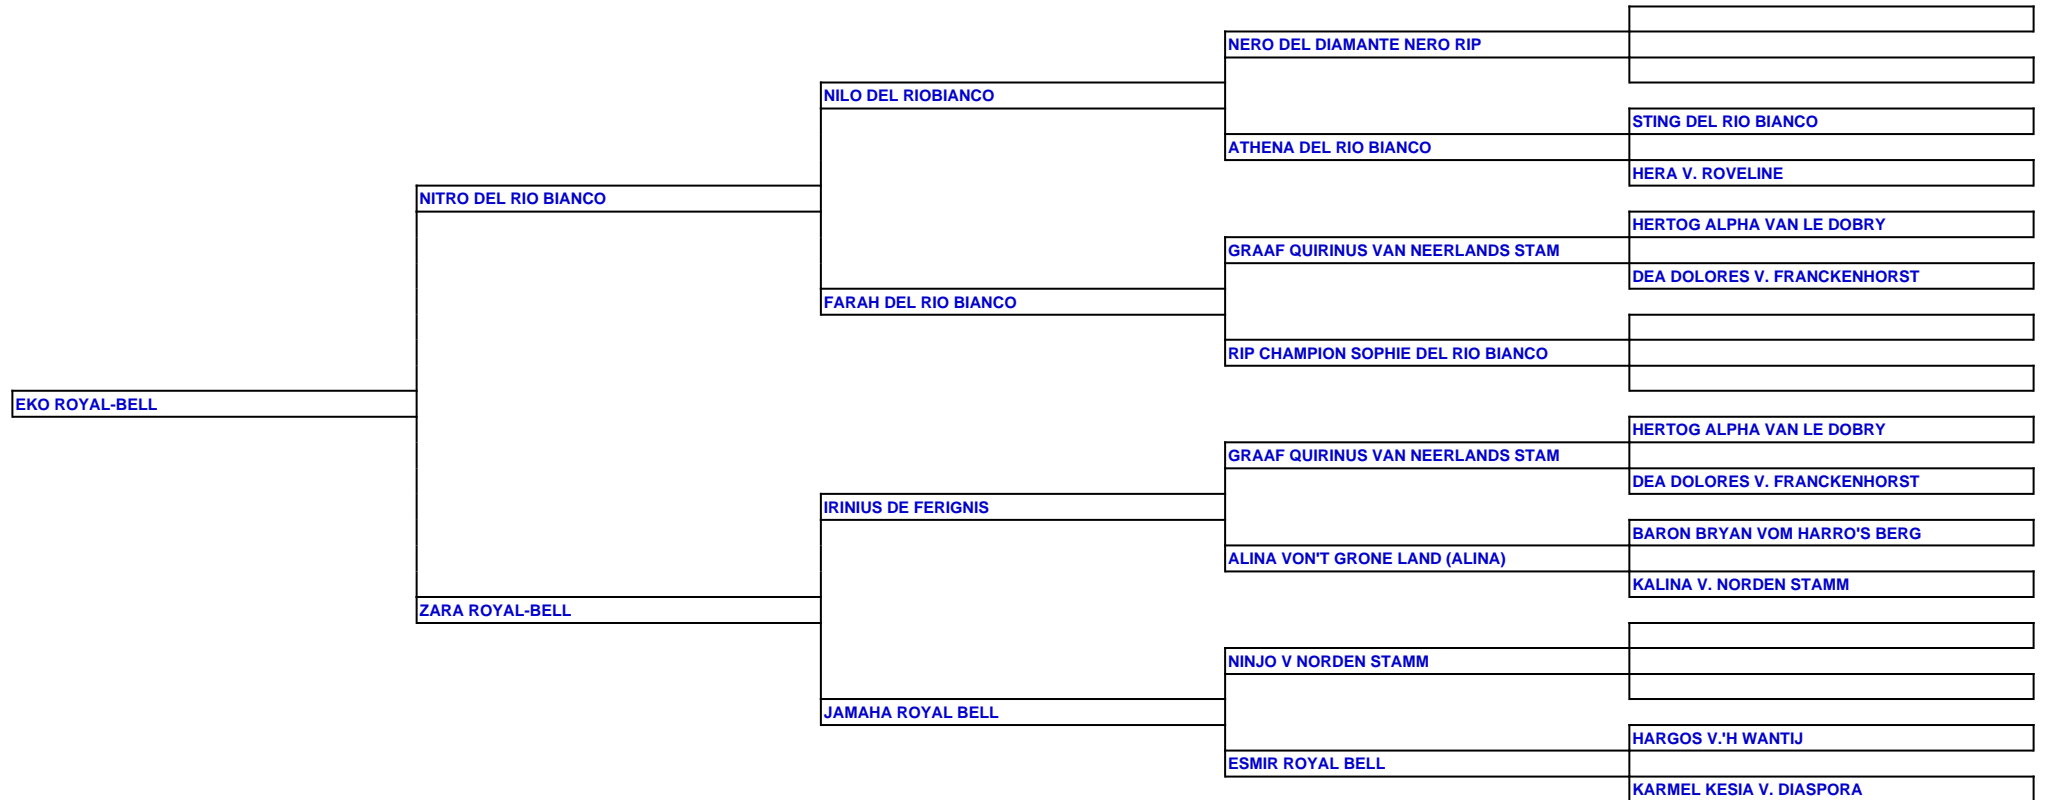 NERO DEL DIAMANTE NERO RIP
NILO DEL RIOBIANCO
STING DEL RIO BIANCO
ATHENA DEL RIO BIANCO
HERA V. ROVELINE
NITRO DEL RIO BIANCO
HERTOG ALPHA VAN LE DOBRY
GRAAF QUIRINUS VAN NEERLANDS STAM
DEA DOLORES V. FRANCKENHORST
FARAH DEL RIO BIANCO
RIP CHAMPION SOPHIE DEL RIO BIANCO
EKO ROYAL-BELL
HERTOG ALPHA VAN LE DOBRY
GRAAF QUIRINUS VAN NEERLANDS STAM
DEA DOLORES V. FRANCKENHORST
IRINIUS DE FERIGNIS
BARON BRYAN VOM HARRO'S BERG
ALINA VON'T GRONE LAND (ALINA)
KALINA V. NORDEN STAMM
ZARA ROYAL-BELL
NINJO V NORDEN STAMM
JAMAHA ROYAL BELL
HARGOS V.'H WANTIJ
ESMIR ROYAL BELL
KARMEL KESIA V. DIASPORA